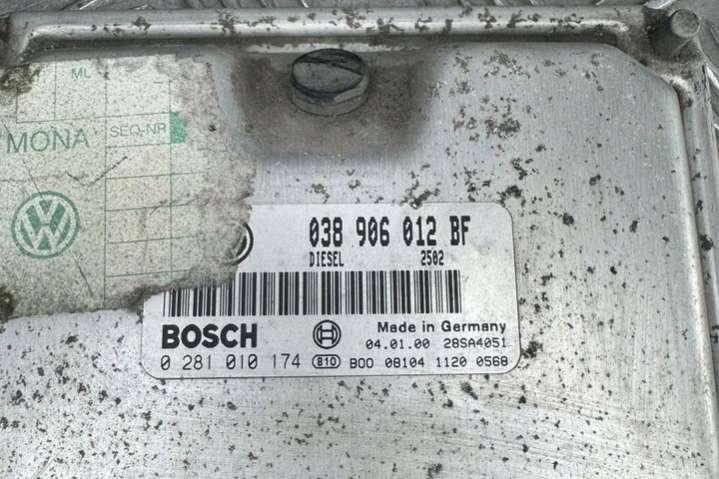 ML
MONA SEQ-NR
038 906 012 BF
DIESEL 2502
BOSCH Made in Germany
04.01.00 28SA4051
0 281 010 174 810 B00 08104 1120 0568